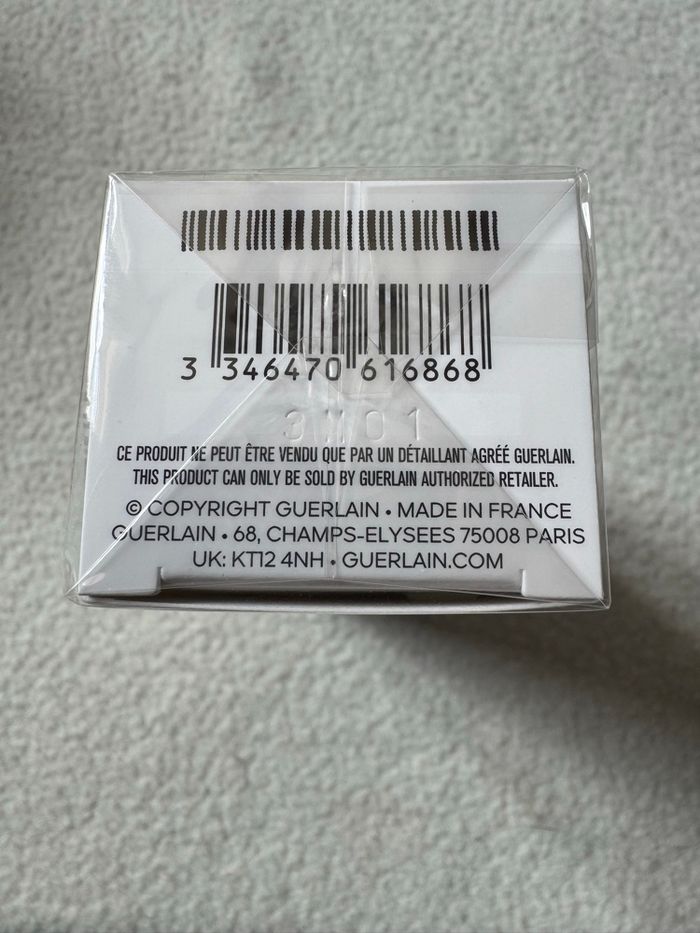 3 346470 616868
CE PRODUIT NE PEUT ÊTRE VENDU QUE PAR UN DÉTAILLANT AGRÉÉ GUERLAIN.
THIS PRODUCT CAN ONLY BE SOLD BY GUERLAIN AUTHORIZED RETAILER.
© COPYRIGHT GUERLAIN • MADE IN FRANCE
GUERLAIN • 68, CHAMPS-ELYSEES 75008 PARIS
UK: KT12 4NH • GUERLAIN.COM